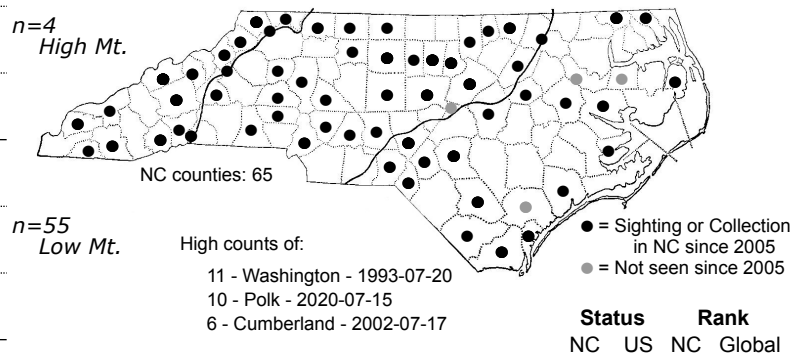 n=4
High Mt.
NC counties: 65
n=55
Low Mt.
High counts of:
11 - Washington - 1993-07-20
10 - Polk - 2020-07-15
6 - Cumberland - 2002-07-17
= Sighting or Collection
in NC since 2005
= Not seen since 2005
Status Rank
NC US NC Global